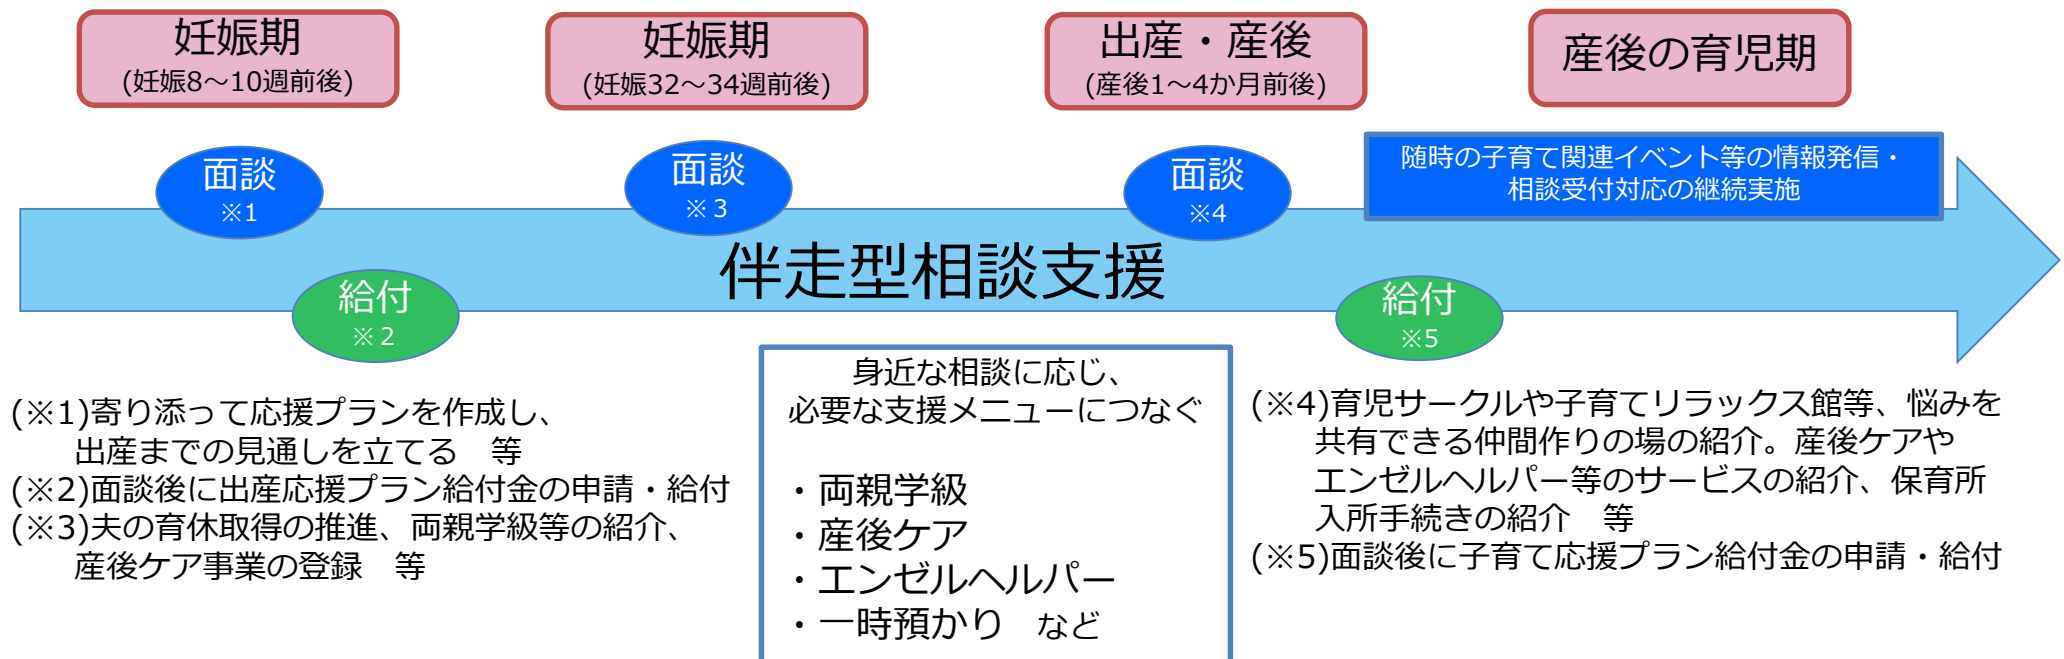 妊娠期
(妊娠8～10週前後)
妊娠期
(妊娠32～34週前後)
出産・産後
(産後1～4か月前後)
産後の育児期
面談
※1
面談
※３
面談
※4
随時の子育て関連イベント等の情報発信・
相談受付対応の継続実施
伴走型相談支援
給付
※２
給付
※5
(※1)寄り添って応援プランを作成し、
出産までの見通しを立てる　等
(※2)面談後に出産応援プラン給付金の申請・給付
(※3)夫の育休取得の推進、両親学級等の紹介、
産後ケア事業の登録　等
身近な相談に応じ、
必要な支援メニューにつなぐ
・両親学級
・産後ケア
・エンゼルヘルパー
・一時預かり　など
(※4)育児サークルや子育てリラックス館等、悩みを
共有できる仲間作りの場の紹介。産後ケアや
エンゼルヘルパー等のサービスの紹介、保育所
入所手続きの紹介　等
(※5)面談後に子育て応援プラン給付金の申請・給付